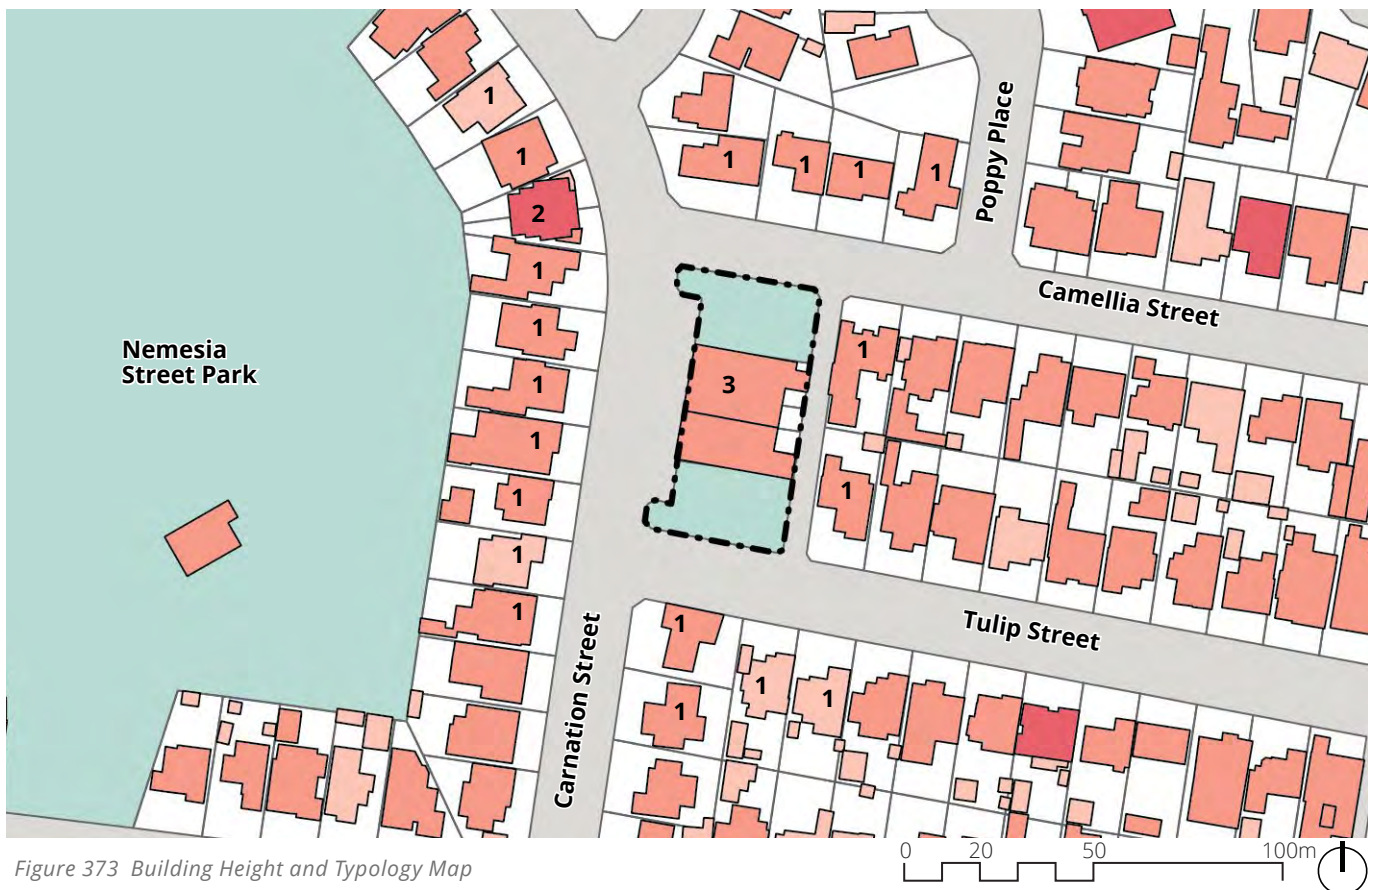 1
1
2
1
1
1
1
1
1
1
1
1
1
1
Poppy Place
Camellia Street
Nemesia
Street Park
3
1
1
Tulip Street
Carnation Street
1
1
1
1
0 20 50 100m
Figure 373 Building Height and Typology Map